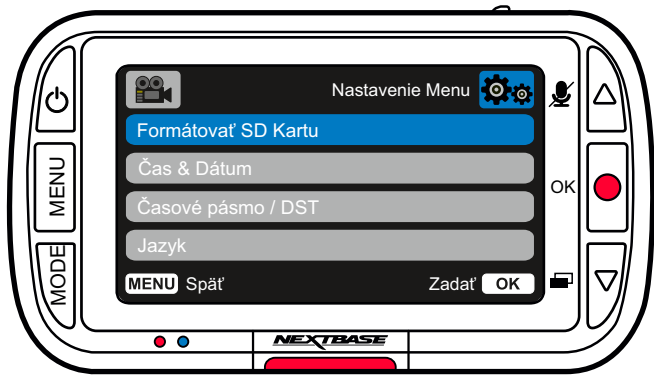 Nastavenie Menu
Formátovať SD Kartu
Čas & Dátum
Časové pásmo / DST
Jazyk
MENU Späť
Zadať OK
MENU
MODE
OK
NEXTBASE